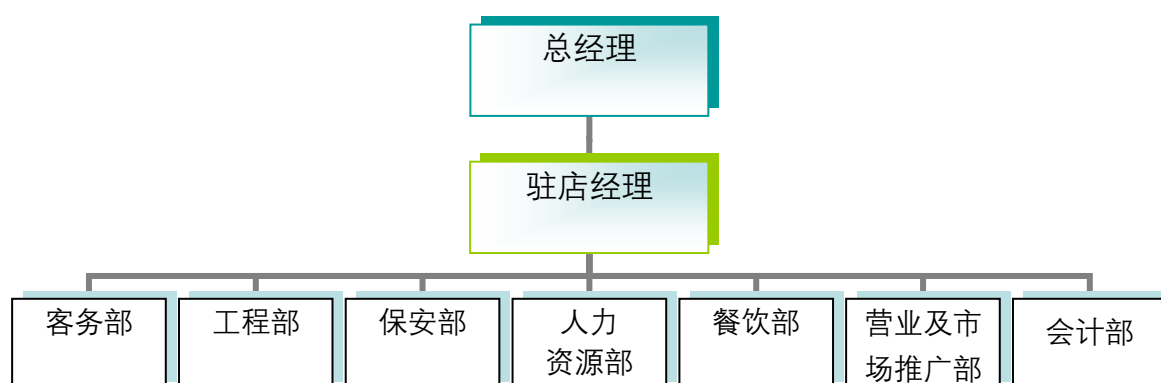 总经理
驻店经理
客务部
工程部
保安部
人力
资源部
餐饮部
营业及市
场推广部
会计部